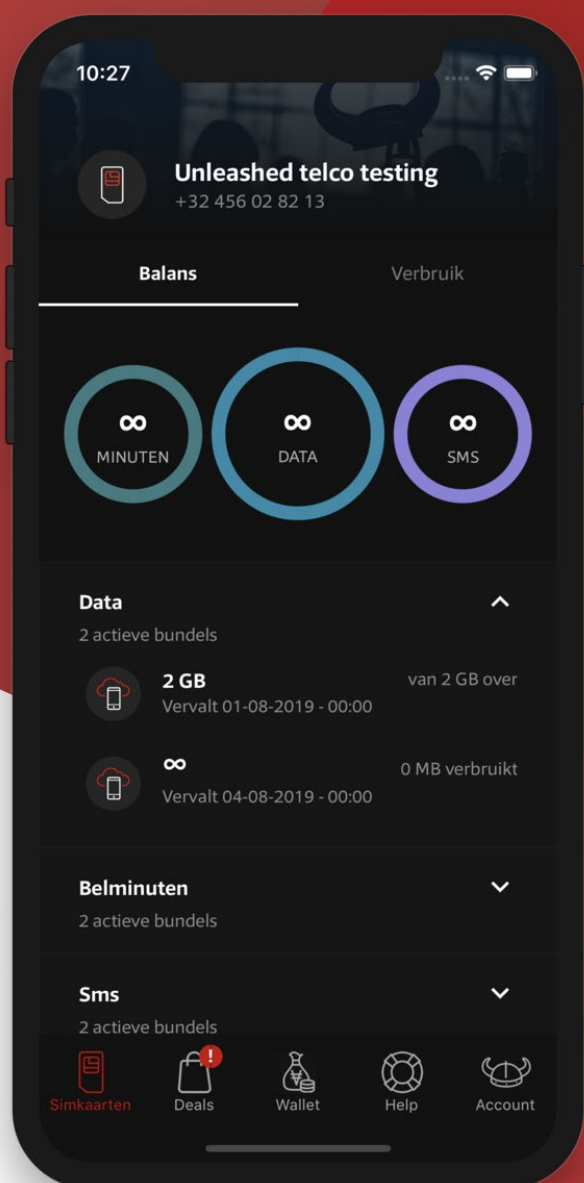 10:27
Unleashed telco testing
+32 456 02 82 13
Balans Verbruik
∞ ∞ ∞
MINUTEN DATA SMS
Data
2 actieve bundels
2 GB van 2 GB over
Vervalt 01-08-2019 - 00:00
∞ 0 MB verbruikt
Vervalt 04-08-2019 - 00:00
Belminuten
2 actieve bundels
Sms
2 actieve bundels
!
Simkaarten Deals Wallet Help Account